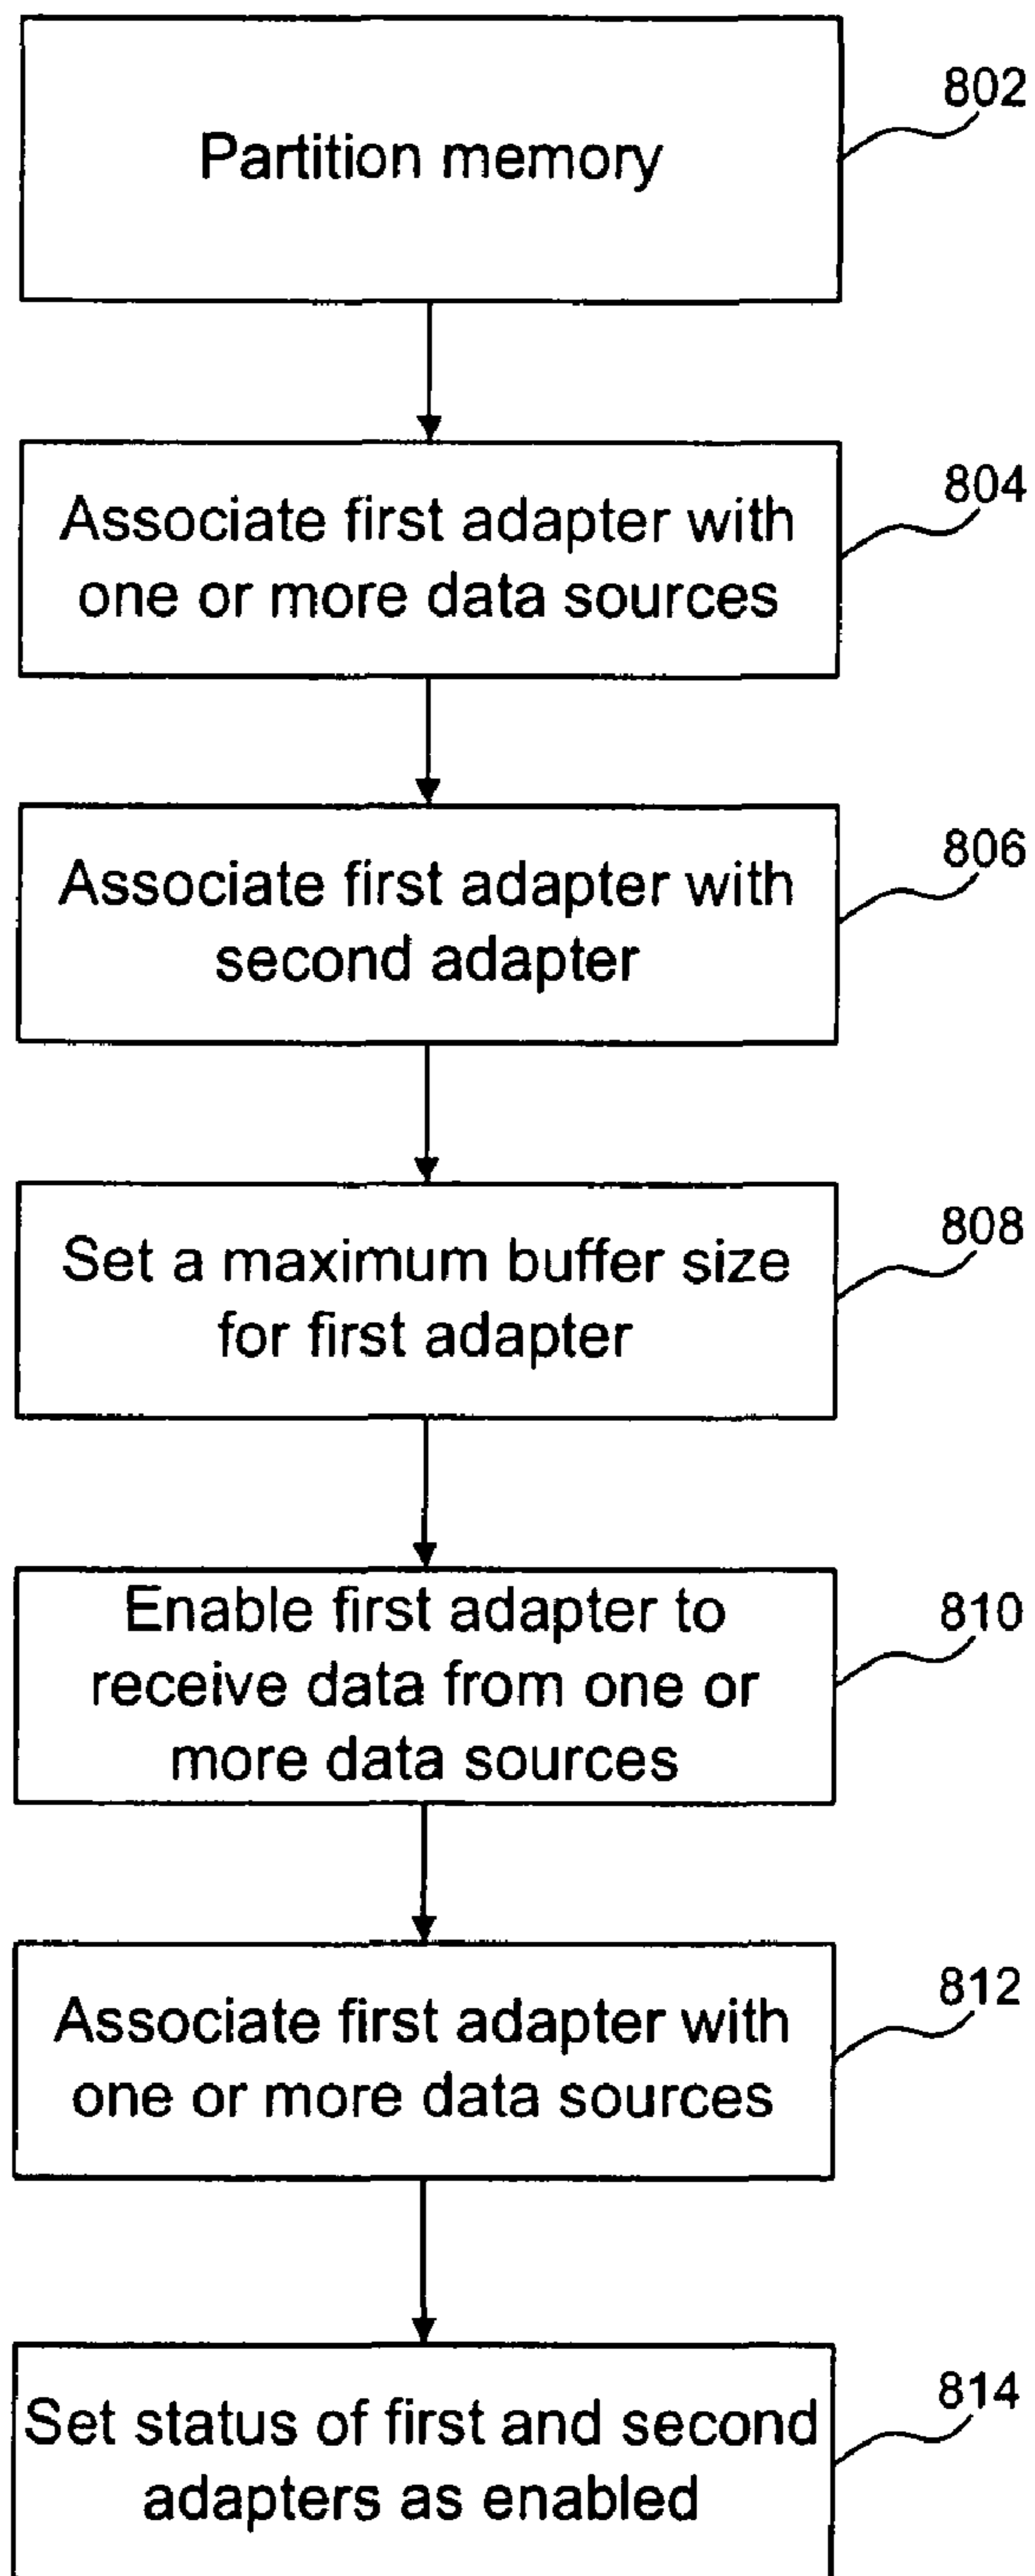 Partition memory
802
Associate first adapter with
one or more data sources
804
Associate first adapter with
second adapter
806
Set a maximum buffer size
for first adapter
808
Enable first adapter to
receive data from one or
more data sources
810
Associate first adapter with
one or more data sources
812
Set status of first and second
adapters as enabled
814